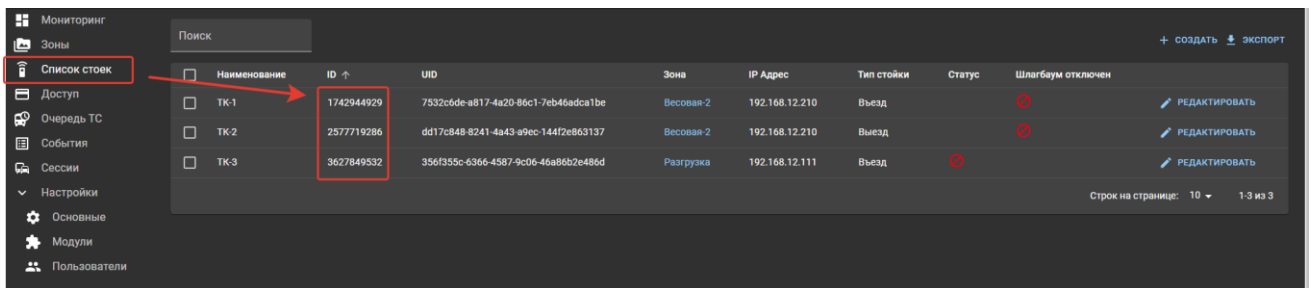 Мониторинг
Зоны
Список стоек
Доступ
Очередь ТС
События
Сессии
Настройки
Основные
Модули
Пользователи
Поиск
+ СОЗДАТЬ ЭКСПОРТ
Наименование ID ↑ UID Зона IP Адрес Тип стойки Статус Шлагбаум отключен
ТК-1 1742944929 7532c6de-a817-4a20-86c1-7eb46adca1be Весовая-2 192.168.12.210 Въезд РЕДАКТИРОВАТЬ
ТК-2 2577719286 dd17c848-8241-4a43-a9ec-144f2e863137 Весовая-2 192.168.12.210 Выезд РЕДАКТИРОВАТЬ
ТК-3 3627849532 356f355c-6366-4587-9c06-46a86b2e486d Разгрузка 192.168.12.111 Въезд РЕДАКТИРОВАТЬ
Строк на странице: 10 1-3 из 3